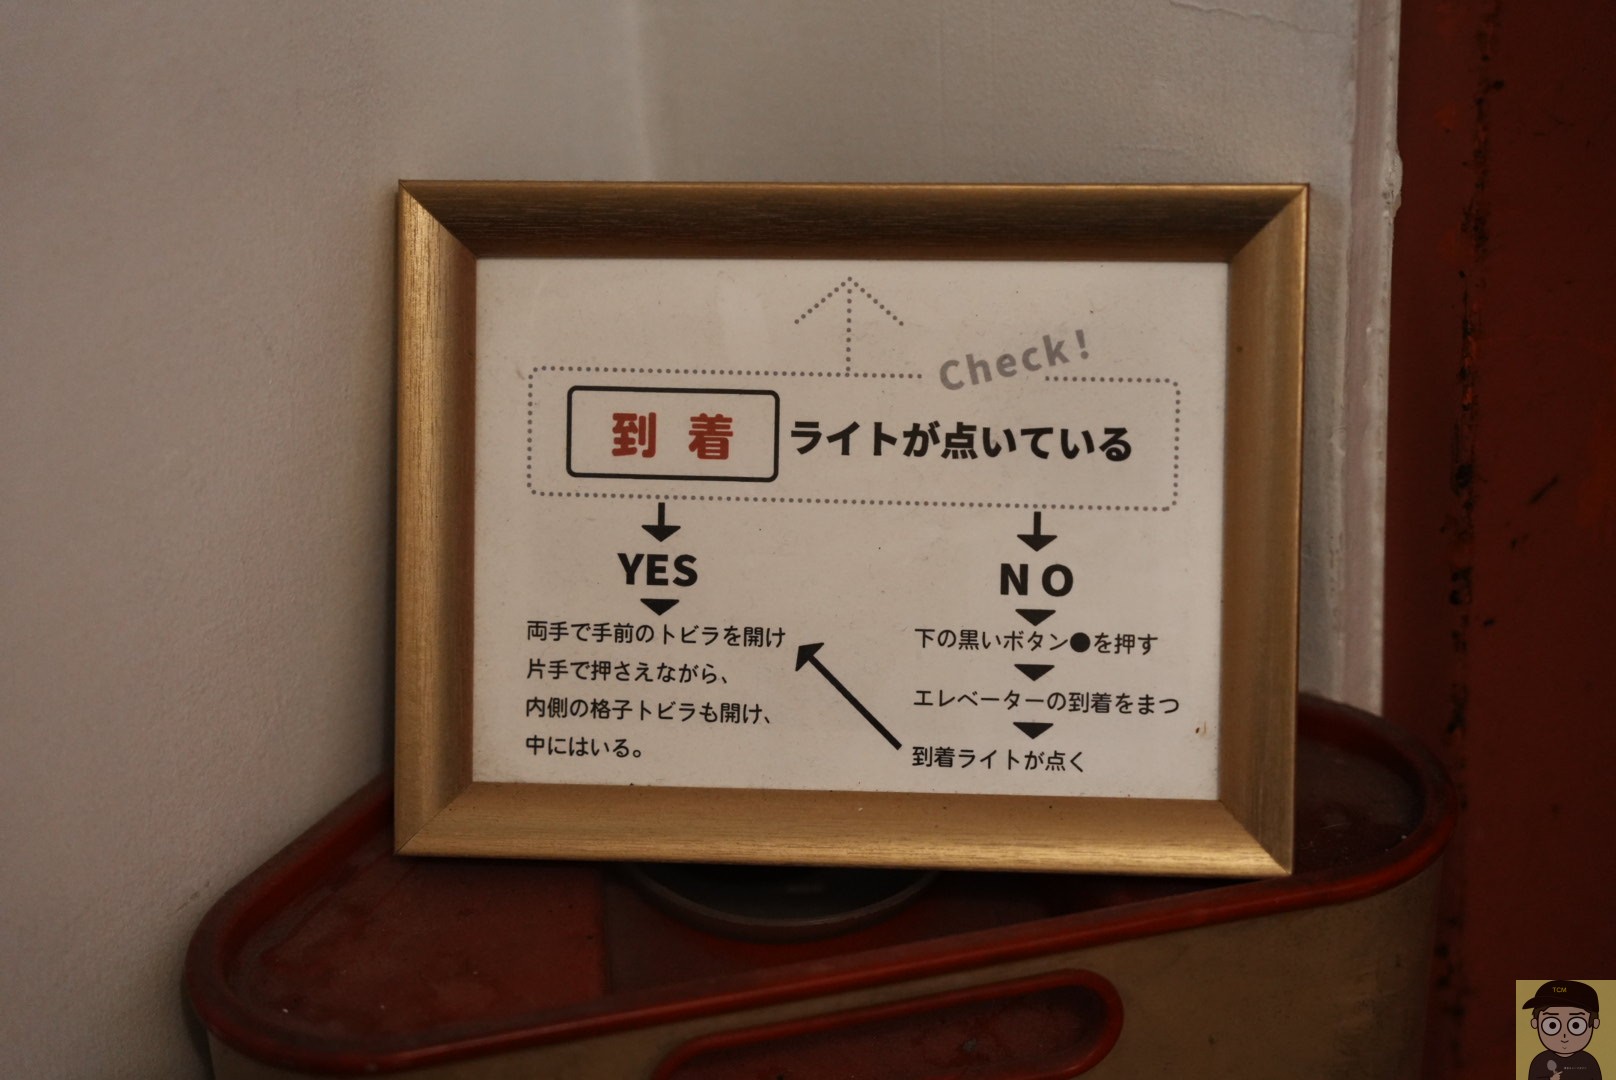 Check!
到着 ライトが点いている
YES
両手で手前のトビラを開け
片手で押さえながら、
内側の格子トビラも開け、
中にはいる。
NO
下の黒いボタン●を押す
エレベーターの到着をまつ
到着ライトが点く
TCM